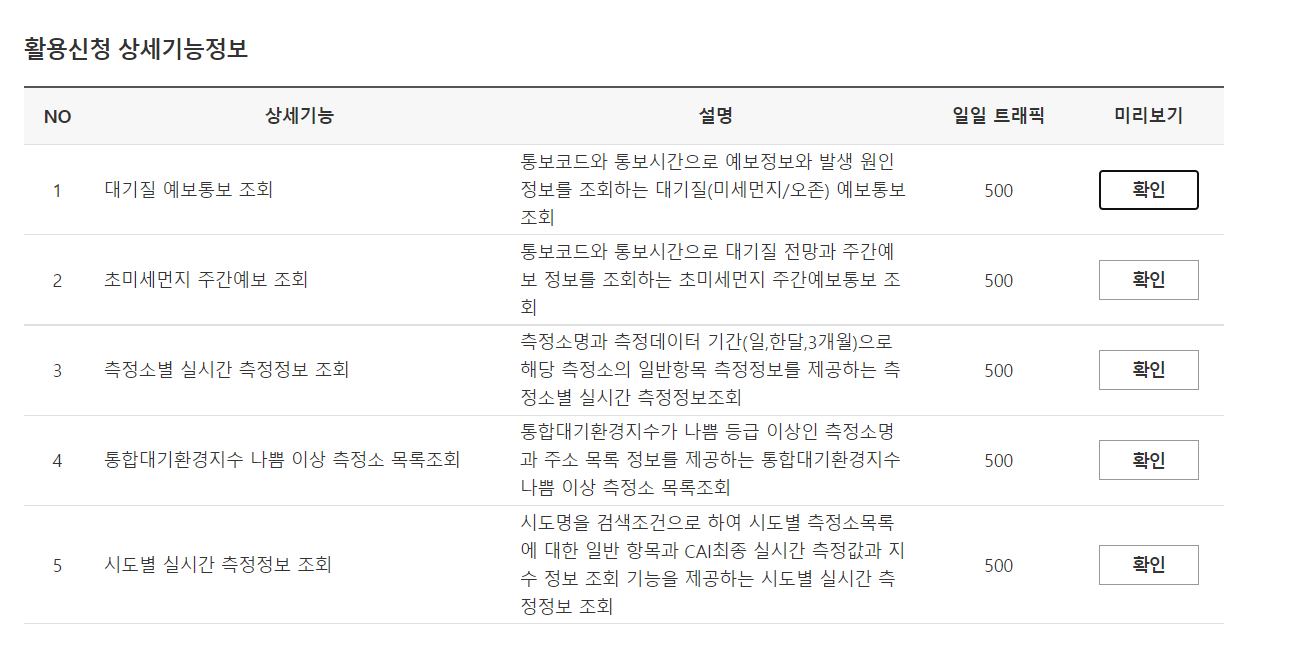 활용신청 상세기능정보
NO 상세기능 설명 일일 트래픽 미리보기
통보코드와 통보시간으로 예보정보와 발생 원인
1 대기질 예보통보 조회 정보를 조회하는 대기질(미세먼지/오존) 예보통보 500 확인
조회
통보코드와 통보시간으로 대기질 전망과 주간예
2 초미세먼지 주간예보 조회 보 정보를 조회하는 초미세먼지 주간예보통보 조 500 확인
회
측정소명과 측정데이터 기간(일,한달,3개월)으로
3 측정소별 실시간 측정정보 조회 해당 측정소의 일반항목 측정정보를 제공하는 측 500 확인
정소별 실시간 측정정보조회
통합대기환경지수가 나쁨 등급 이상인 측정소명
4 통합대기환경지수 나쁨 이상 측정소 목록조회 과 주소 목록 정보를 제공하는 통합대기환경지수 500 확인
나쁨 이상 측정소 목록조회
시도명을 검색조건으로 하여 시도별 측정소목록
에 대한 일반 항목과 CAI최종 실시간 측정값과 지
5 시도별 실시간 측정정보 조회 수 정보 조회 기능을 제공하는 시도별 실시간 측 500 확인
정정보 조회